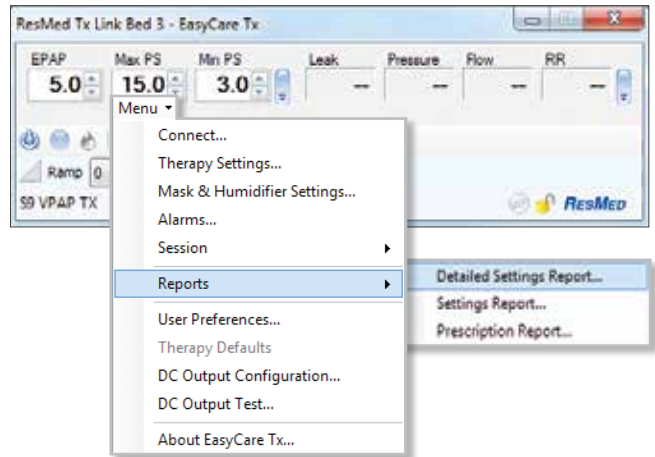 ResMed Tx Link Bed 3 - EasyCare Tx
EPAP Max PS Min PS Leak Pressure Flow RR
5.0 15.0 3.0 -- -- -- --
Menu
Connect...
Therapy Settings...
Ramp 0
Mask & Humidifier Settings...
S9 VPAP TX
RESMED
Alarms...
Session
Reports
Detailed Settings Report...
Settings Report...
Prescription Report...
User Preferences...
Therapy Defaults
DC Output Configuration...
DC Output Test...
About EasyCare Tx...